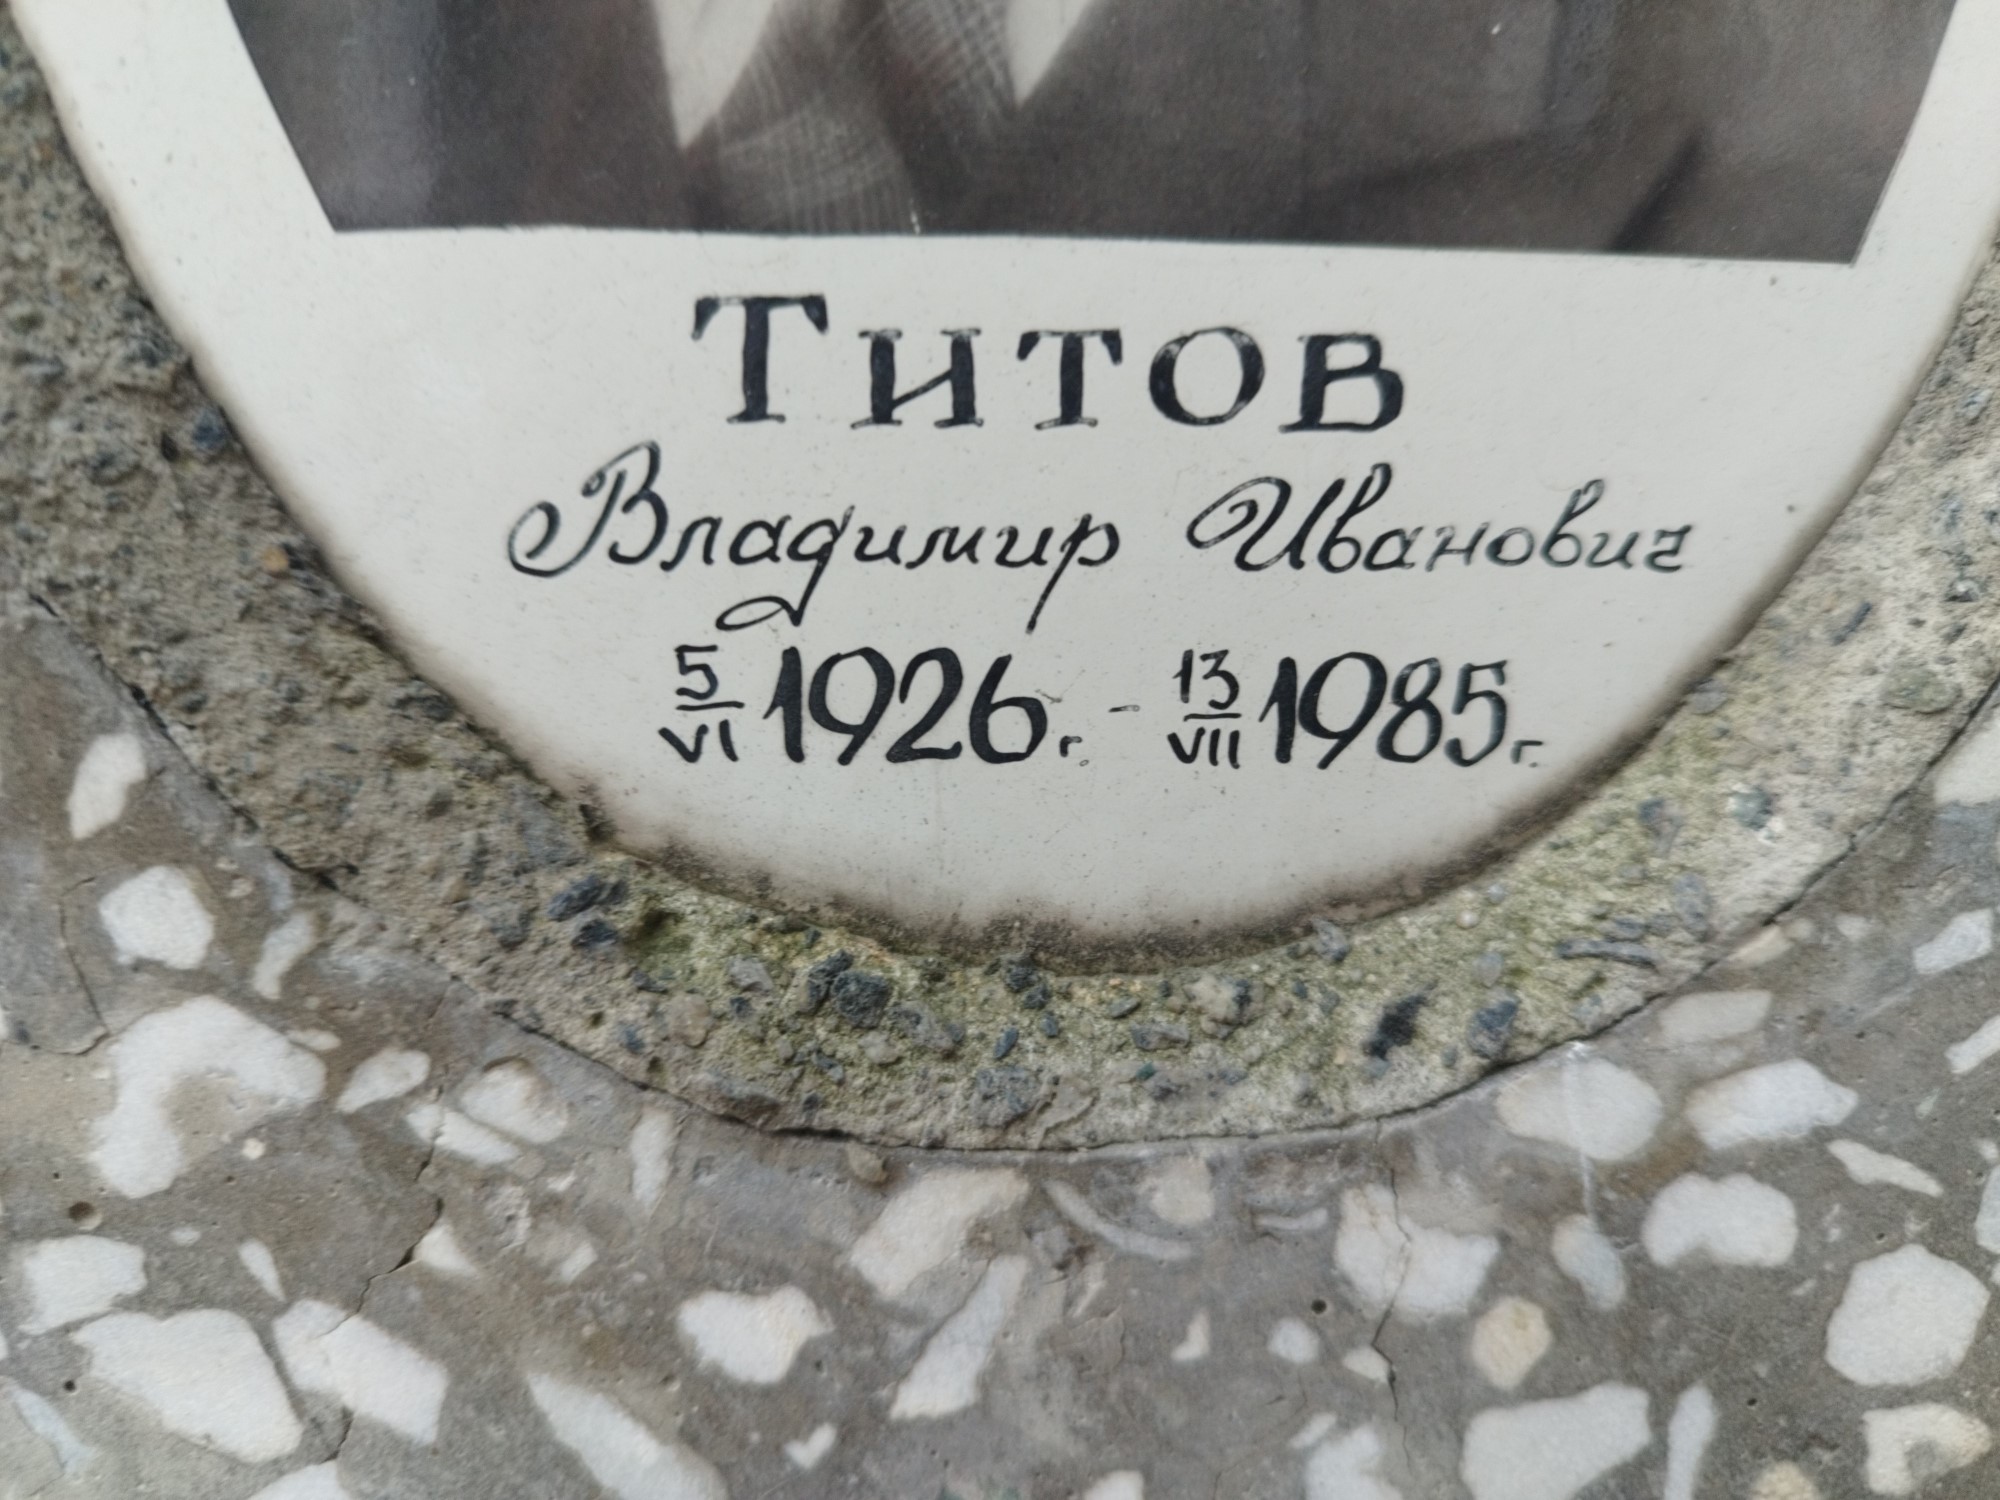 Титов
Владимир Иванович
5/VI 1926г. - 13/VII 1985г.